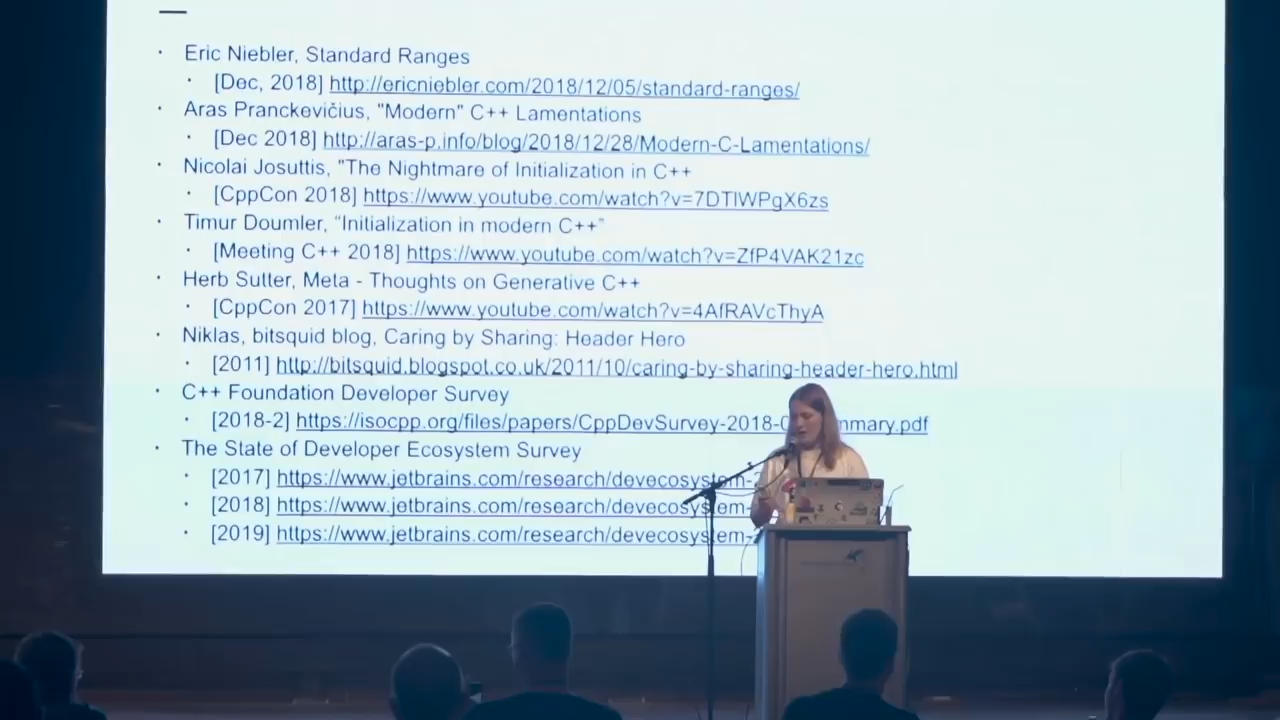 Eric Niebler, Standard Ranges
[Dec, 2018] http://ericniebler.com/2018/12/05/standard-ranges/
Aras Pranckevičius, "Modern" C++ Lamentations
[Dec 2018] http://aras-p.info/blog/2018/12/28/Modern-C-Lamentations/
Nicolai Josuttis, "The Nightmare of Initialization in C++
[CppCon 2018] https://www.youtube.com/watch?v=7DTlWPgX6zs
Timur Doumler, “Initialization in modern C++”
[Meeting C++ 2018] https://www.youtube.com/watch?v=ZfP4VAK21zc
Herb Sutter, Meta - Thoughts on Generative C++
[CppCon 2017] https://www.youtube.com/watch?v=4AfRAVcThyA
Niklas, bitsquid blog, Caring by Sharing: Header Hero
[2011] http://bitsquid.blogspot.co.uk/2011/10/caring-by-sharing-header-hero.html
C++ Foundation Developer Survey
[2018-2] https://isocpp.org/files/papers/CppDevSurvey-2018-0 mmary.pdf
The State of Developer Ecosystem Survey
[2017] https://www.jetbrains.com/research/devecosystem-
[2018] https://www.jetbrains.com/research/devecosystem-
[2019] https://www.jetbrains.com/research/devecosystem-